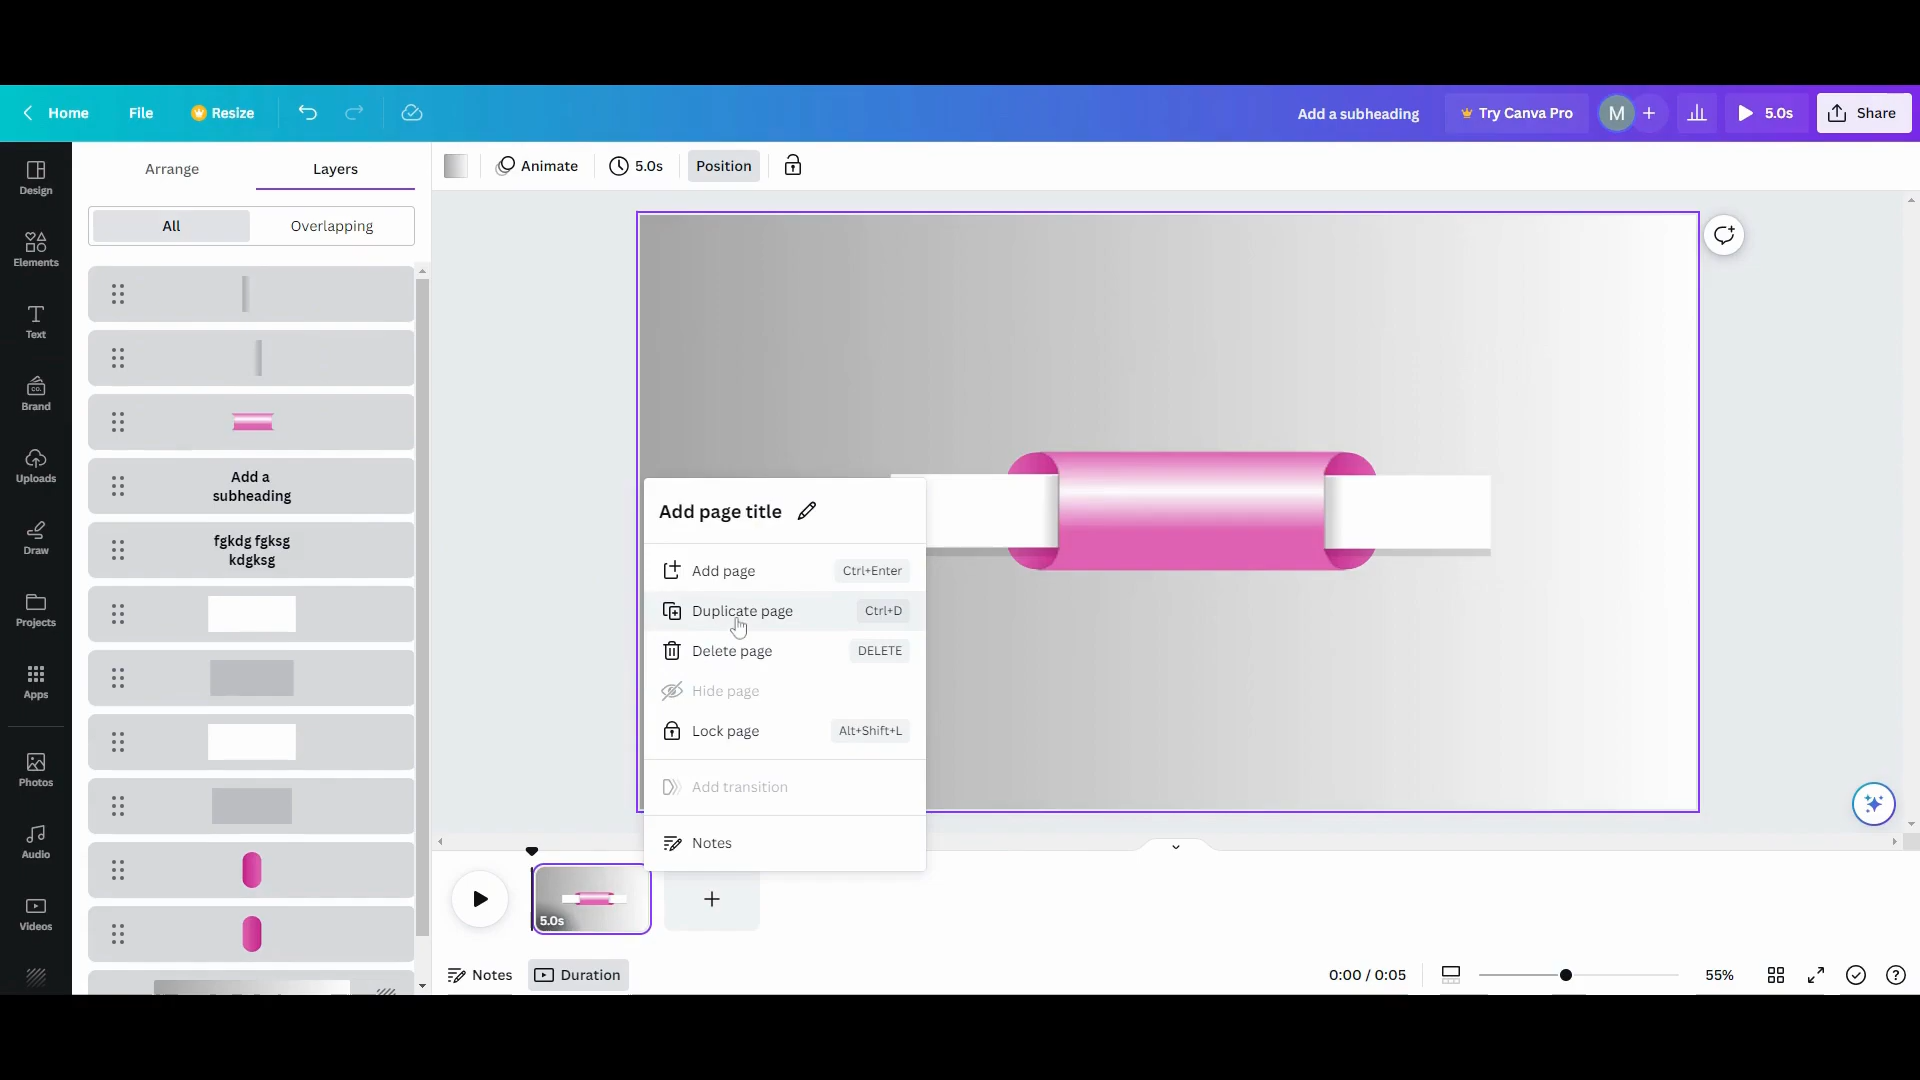 Home File Resize Add a subheading Try Canva Pro M 5.0s Share
Design
Elements
Text
Brand
CO.
Uploads
Draw
Projects
Apps
Photos
Audio
Videos
Arrange Layers
All Overlapping
Add a
subheading
fgkdg fgksg
kdgksg
Animate 5.0s Position
Add page title
Add page Ctrl+Enter
Duplicate page Ctrl+D
Delete page DELETE
Hide page
Lock page Alt+Shift+L
Add transition
Notes
5.0s
Notes Duration 0:00 / 0:05 55%